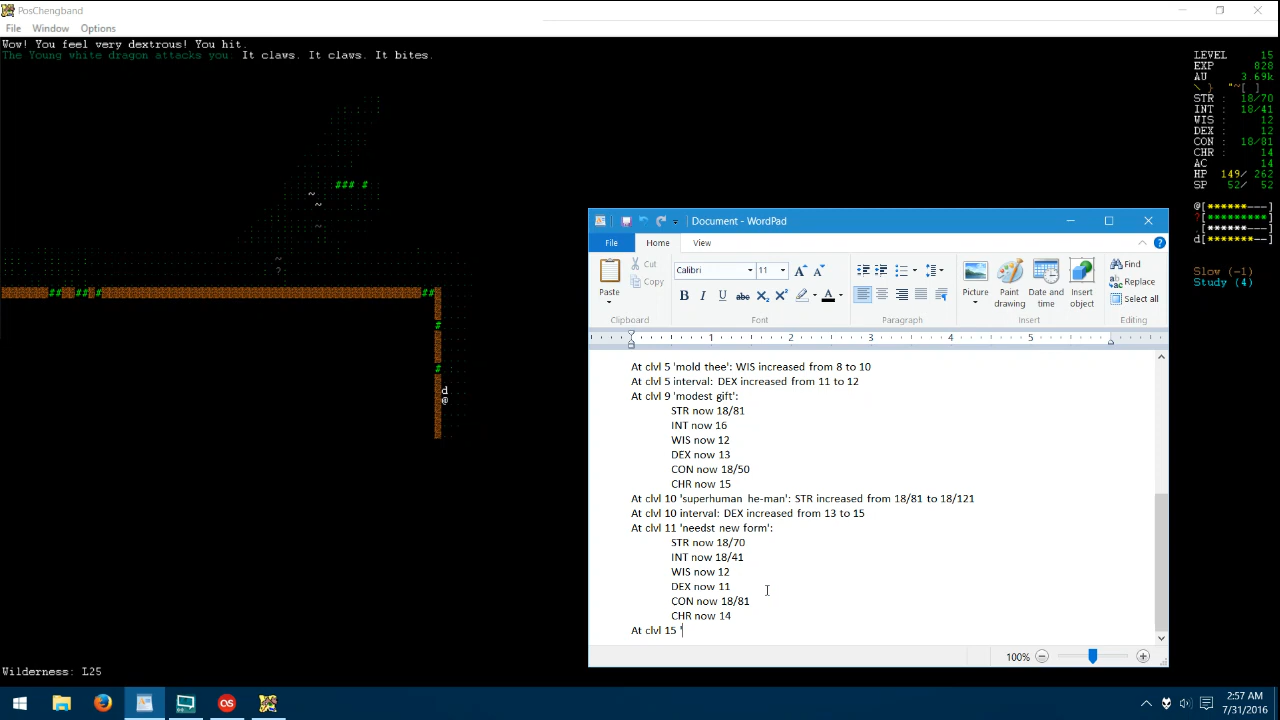 PosChengband
File Window Options
Wow! You feel very dextrous! You hit.
The Young white dragon attacks you: It claws. It claws. It bites.
LEVEL 15
EXP 828
AU 3.69k
\ } "~[ ]
STR : 18/70
INT : 18/41
WIS : 12
DEX : 12
CON : 18/81
CHR : 14
AC 14
HP 149/ 262
SP 52/ 52
@[******---]
?[*********]
,[******---]
d[*******--]
Slow (-1)
Study (4)
### #
~
~
~
~
?
## ## # ##
#
#
d
@
Wilderness: L25
Document - WordPad
File Home View
Paste
Cut
Copy
Clipboard
Calibri 11
B I U abc X₂ X² A
Font
Paragraph
Picture
Paint drawing
Date and time
Insert object
Insert
Find
Replace
Select all
Editing
1 2 3 4 5
At clvl 5 'mold thee': WIS increased from 8 to 10
At clvl 5 interval: DEX increased from 11 to 12
At clvl 9 'modest gift':
STR now 18/81
INT now 16
WIS now 12
DEX now 13
CON now 18/50
CHR now 15
At clvl 10 'superhuman he-man': STR increased from 18/81 to 18/121
At clvl 10 interval: DEX increased from 13 to 15
At clvl 11 'needst new form':
STR now 18/70
INT now 18/41
WIS now 12
DEX now 11
CON now 18/81
CHR now 14
At clvl 15 '
100%
2:57 AM
7/31/2016